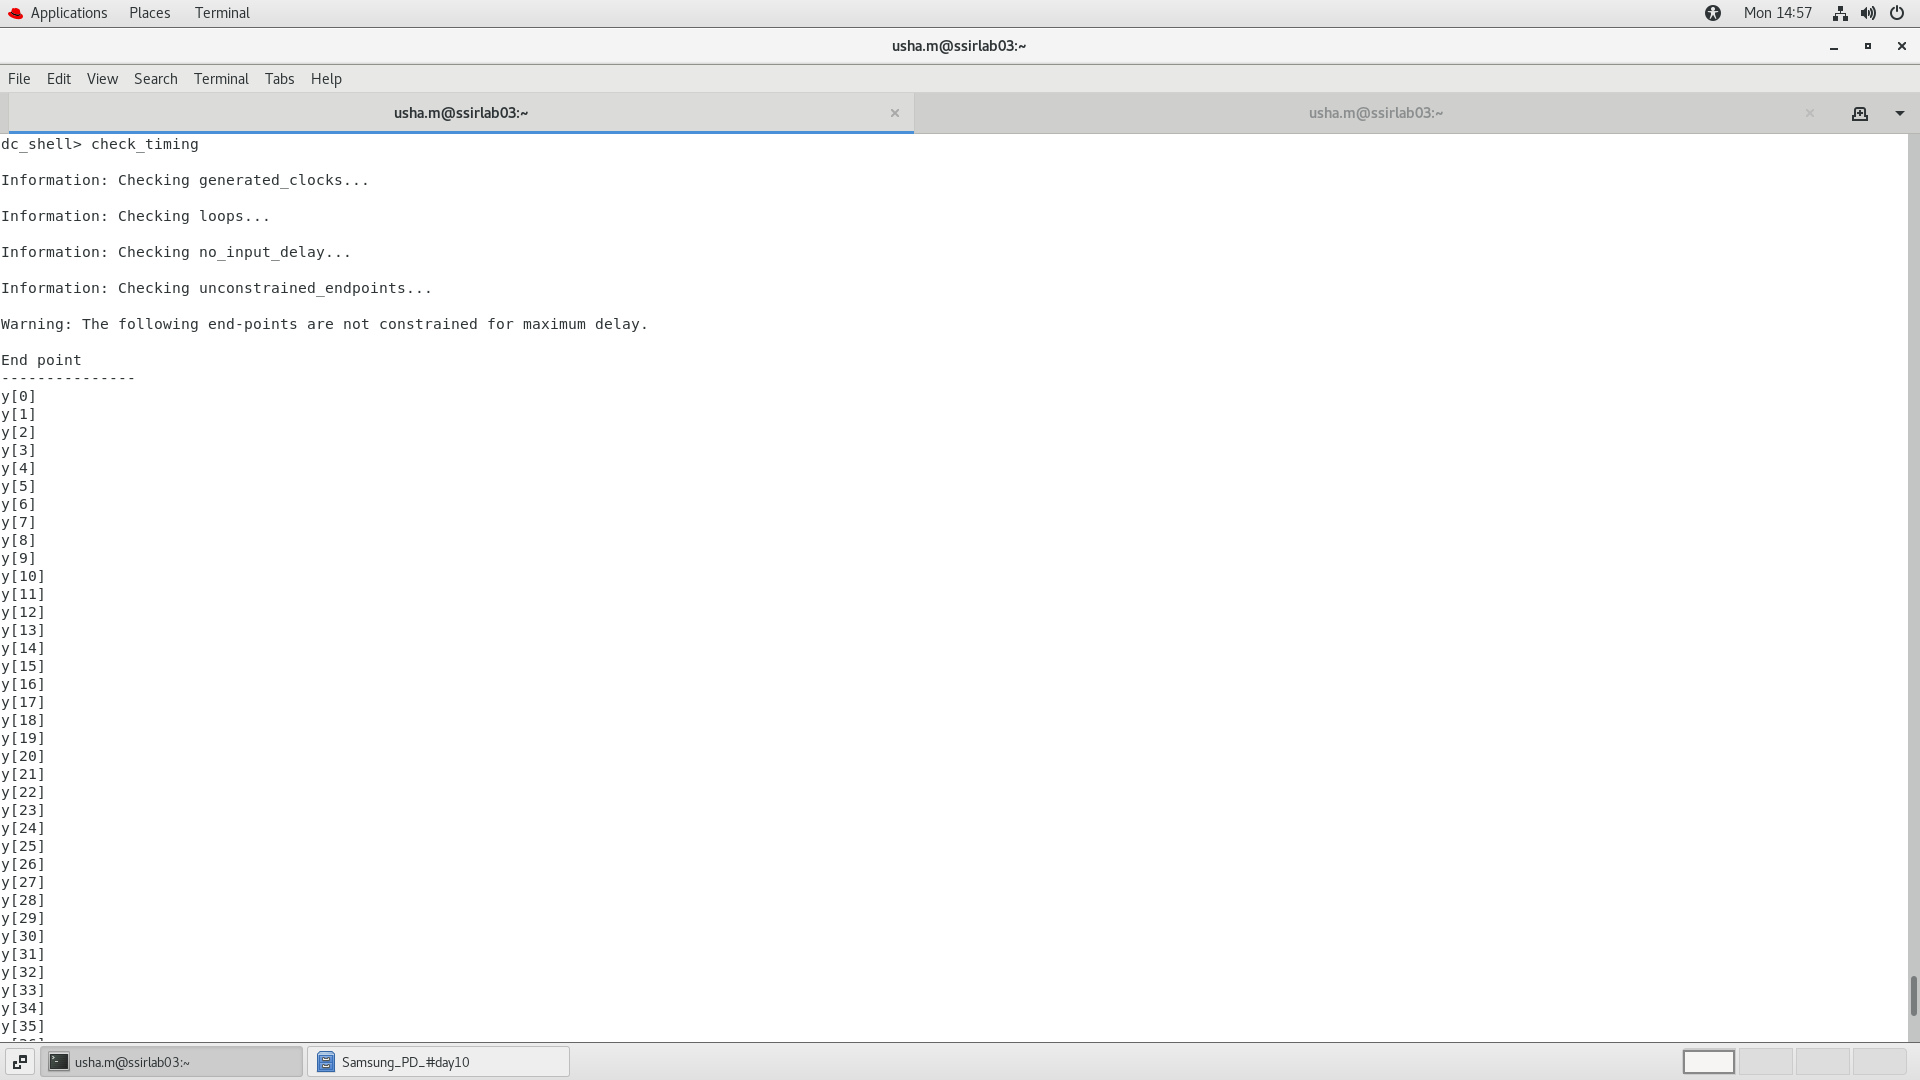 Applications Places Terminal Mon 14:57
usha.m@ssirlab03:~
File Edit View Search Terminal Tabs Help
usha.m@ssirlab03:~ usha.m@ssirlab03:~
dc_shell> check_timing
Information: Checking generated_clocks...
Information: Checking loops...
Information: Checking no_input_delay...
Information: Checking unconstrained_endpoints...
Warning: The following end-points are not constrained for maximum delay.
End point
---------------
y[0]
y[1]
y[2]
y[3]
y[4]
y[5]
y[6]
y[7]
y[8]
y[9]
y[10]
y[11]
y[12]
y[13]
y[14]
y[15]
y[16]
y[17]
y[18]
y[19]
y[20]
y[21]
y[22]
y[23]
y[24]
y[25]
y[26]
y[27]
y[28]
y[29]
y[30]
y[31]
y[32]
y[33]
y[34]
y[35]
usha.m@ssirlab03:~ Samsung_PD_#day10